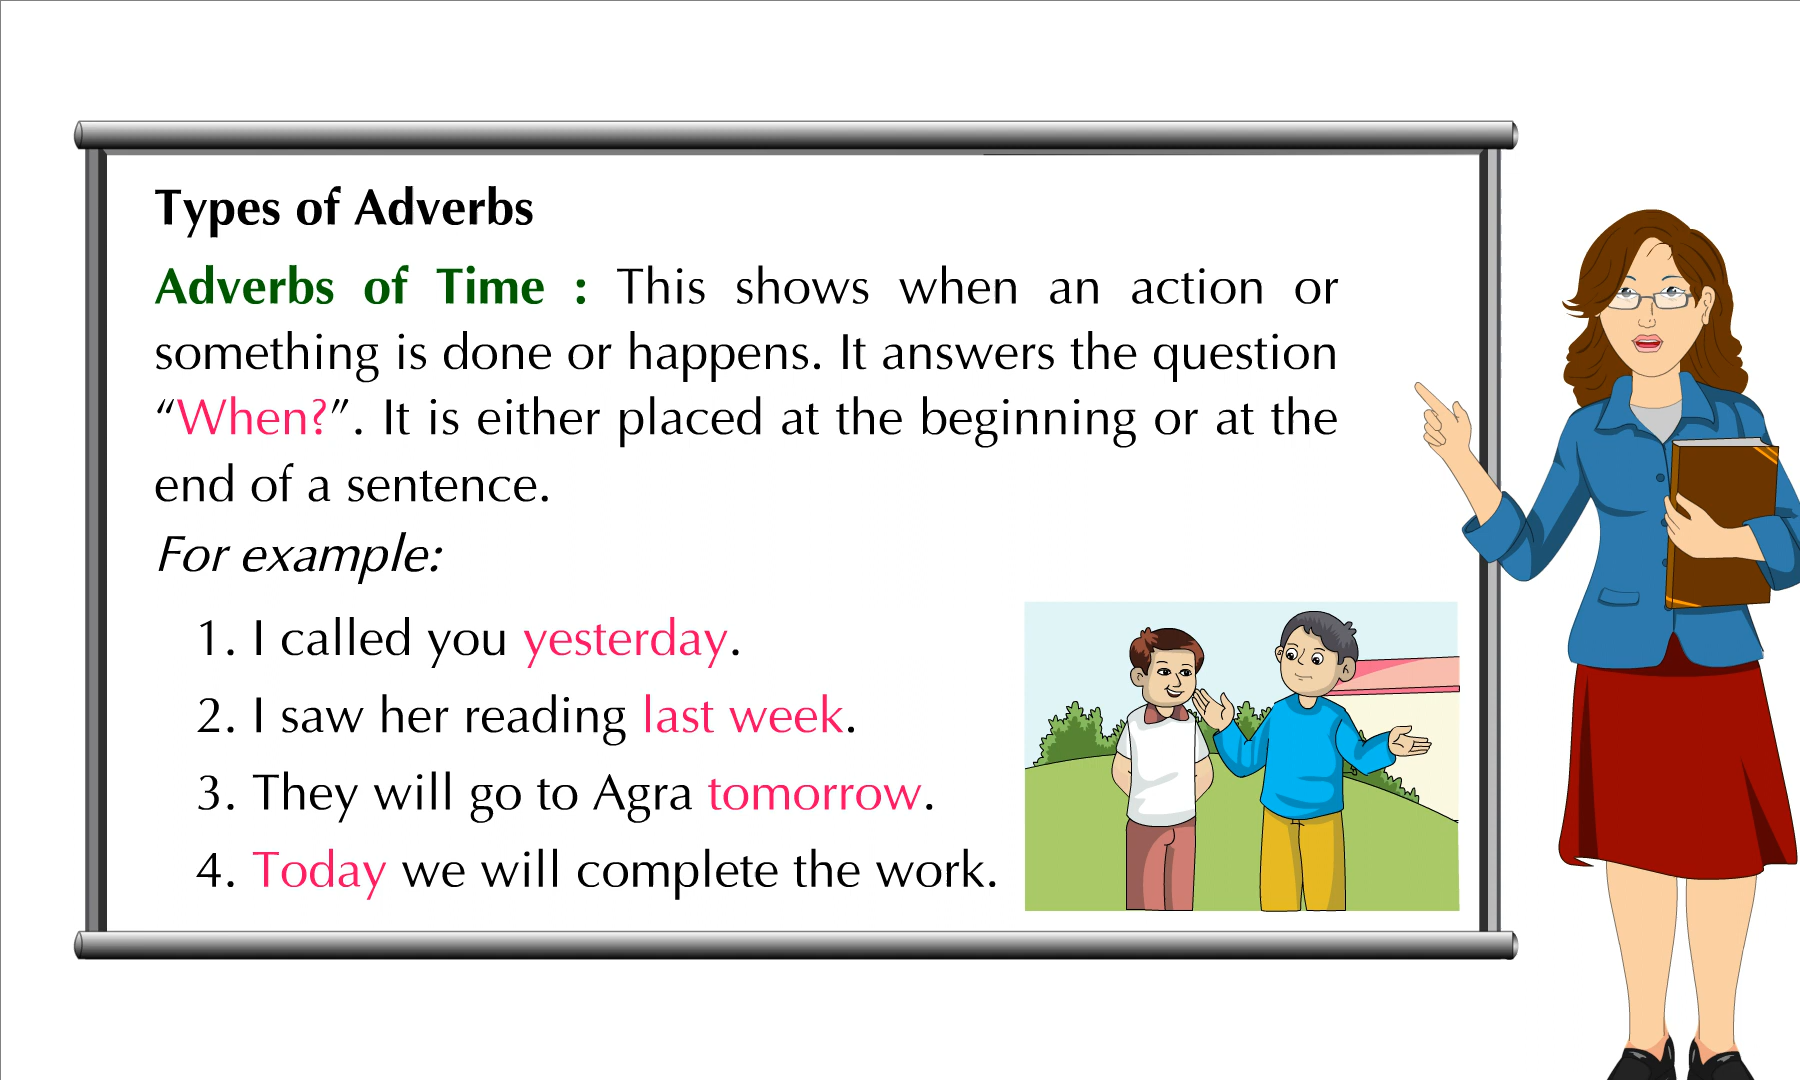 Types of Adverbs
Adverbs of Time : This shows when an action or
something is done or happens. It answers the question
“When?”. It is either placed at the beginning or at the
end of a sentence.
For example:
1. I called you yesterday.
2. I saw her reading last week.
3. They will go to Agra tomorrow.
4. Today we will complete the work.